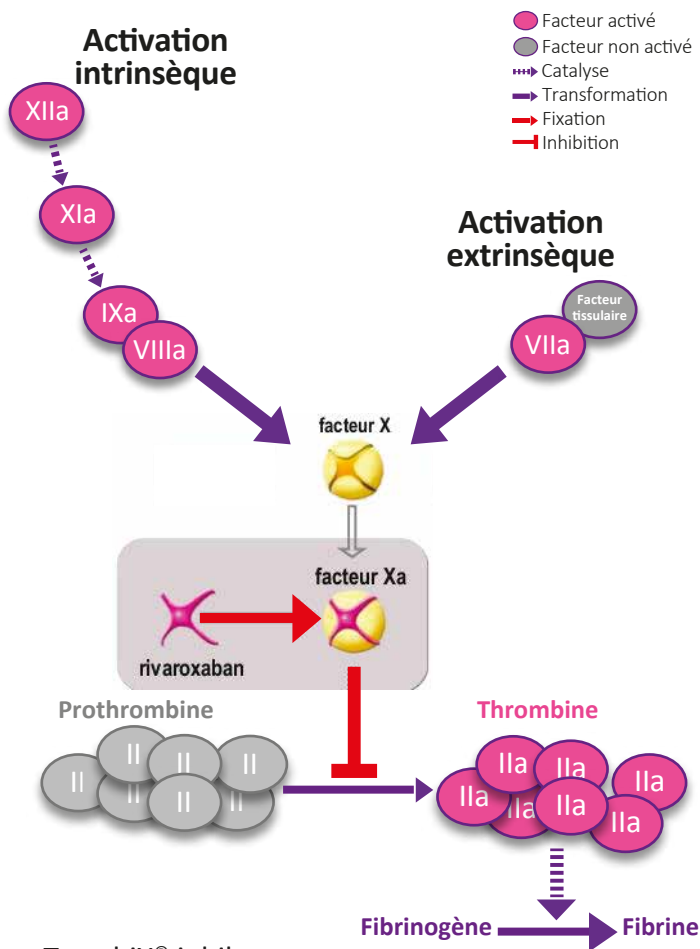 Activation
intrinsèque
Facteur activé
Facteur non activé
Catalyse
Transformation
Fixation
Inhibition
XIIa
XIa
IXa
VIIIa
Activation
extrinsèque
Facteur
tissulaire
VIIa
facteur X
facteur Xa
rivaroxaban
Prothrombine
II
II
II
II
II
II
II
Thrombine
IIa
IIa
IIa
IIa
IIa
IIa
IIa
Fibrinogène
Fibrine